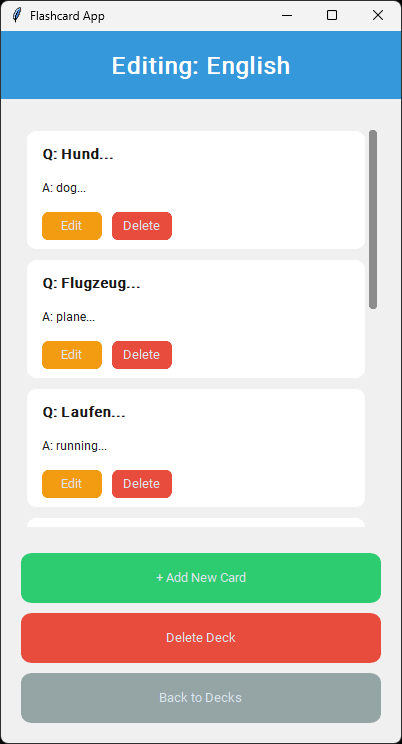 Flashcard App
Editing: English
Q: Hund...
A: dog...
Edit Delete
Q: Flugzeug...
A: plane...
Edit Delete
Q: Laufen...
A: running...
Edit Delete
+ Add New Card
Delete Deck
Back to Decks